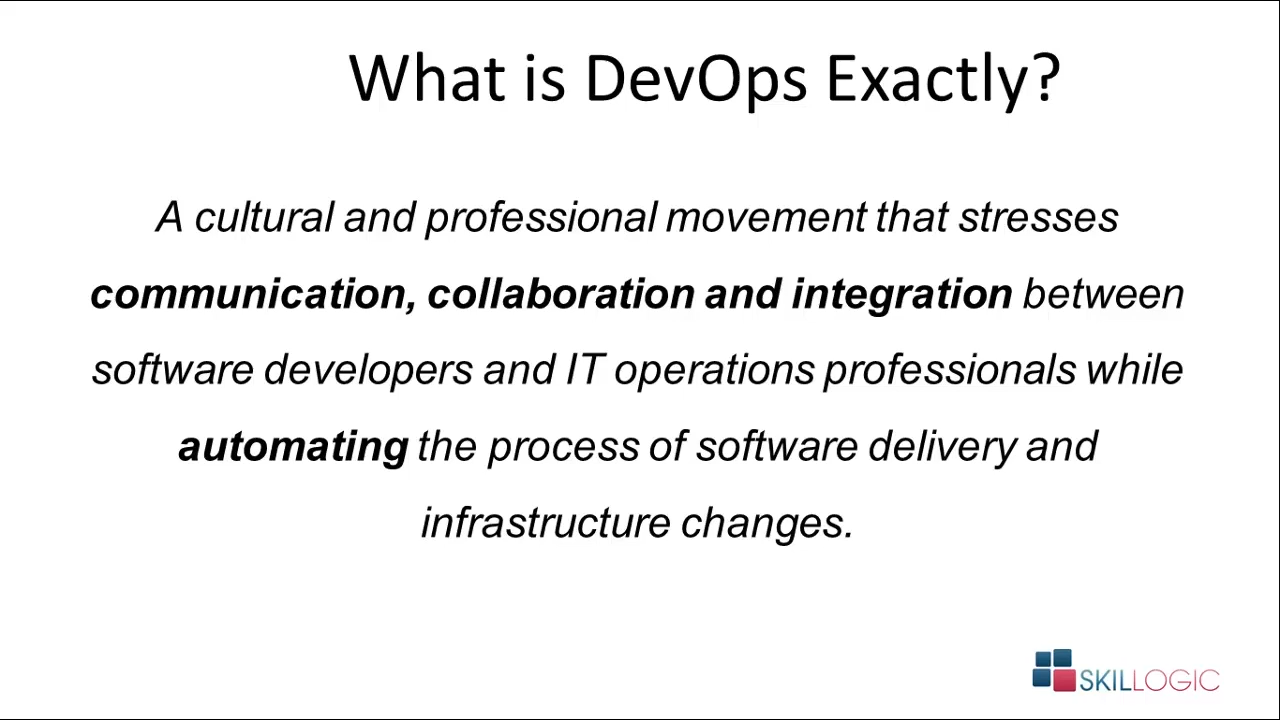 What is DevOps Exactly?
A cultural and professional movement that stresses
communication, collaboration and integration between
software developers and IT operations professionals while
automating the process of software delivery and
infrastructure changes.
SKILLOGIC